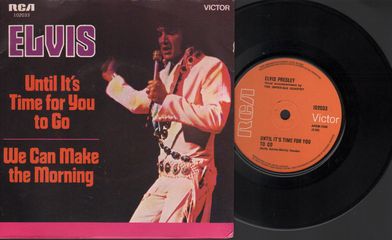 RCA
VICTOR
102033
ELVIS
Until It's
Time for You
to Go
We Can Make
the Morning
RCA
Victor
ELVIS PRESLEY
102033
UNTIL IT'S TIME FOR YOU
TO GO